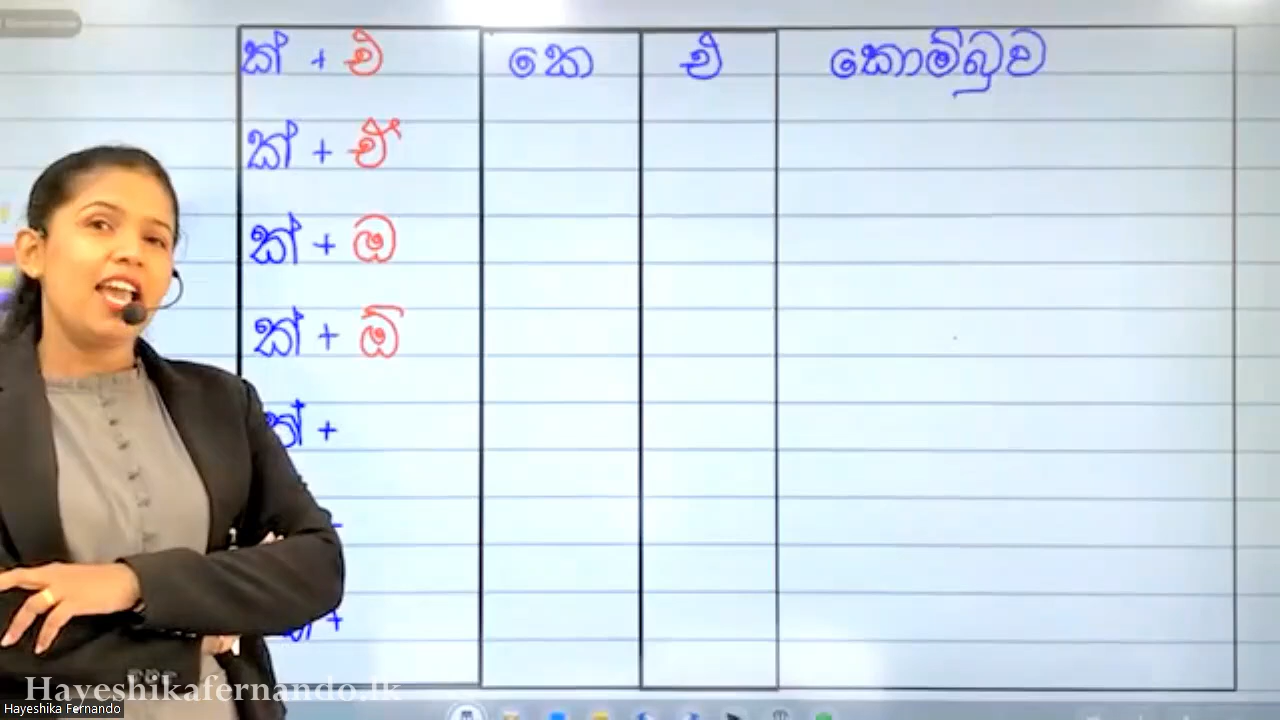 ක් + එ කෙ එ කොම්බුව
ක් + ඒ
ක් + ඔ
ක් + ඕ
ක් +
+
Hayeshikafernando.lk
Hayeshika Fernando